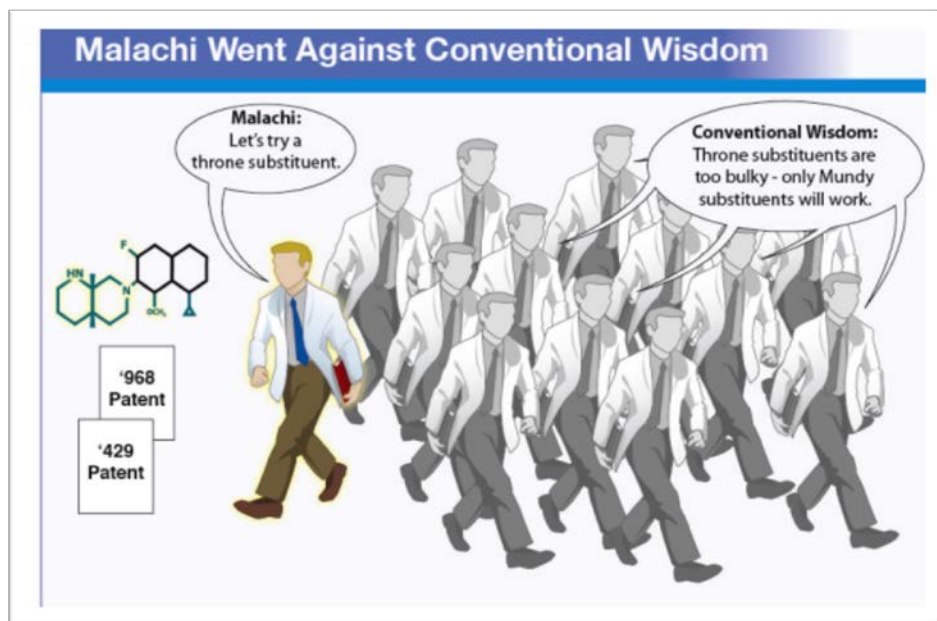 Malachi Went Against Conventional Wisdom
Malachi:
Let's try a
throne substituent.
Conventional Wisdom:
Throne substituents are
too bulky - only Mundy
substituents will work.
F
HN
N
OCH₃
'968
Patent
'429
Patent